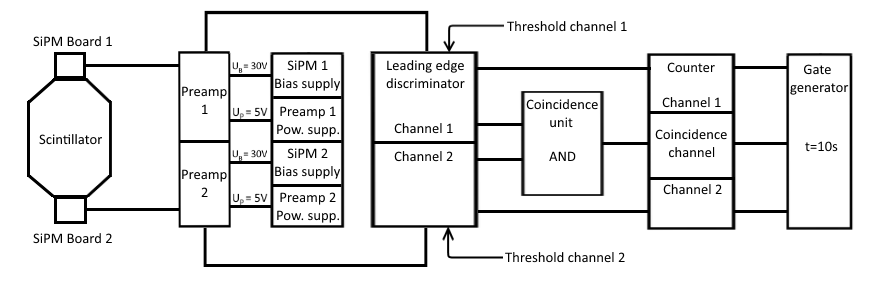 Threshold channel 1
SiPM Board 1
Scintillator
SiPM Board 2
Preamp
1
Preamp
2
U_B = 30V
U_P = 5V
U_B = 30V
U_P = 5V
SiPM 1
Bias supply
Preamp 1
Pow. supp.
SiPM 2
Bias supply
Preamp 2
Pow. supp.
Leading edge
discriminator
Channel 1
Channel 2
Coincidence
unit
AND
Counter
Channel 1
Coincidence
channel
Channel 2
Gate
generator
t=10s
Threshold channel 2